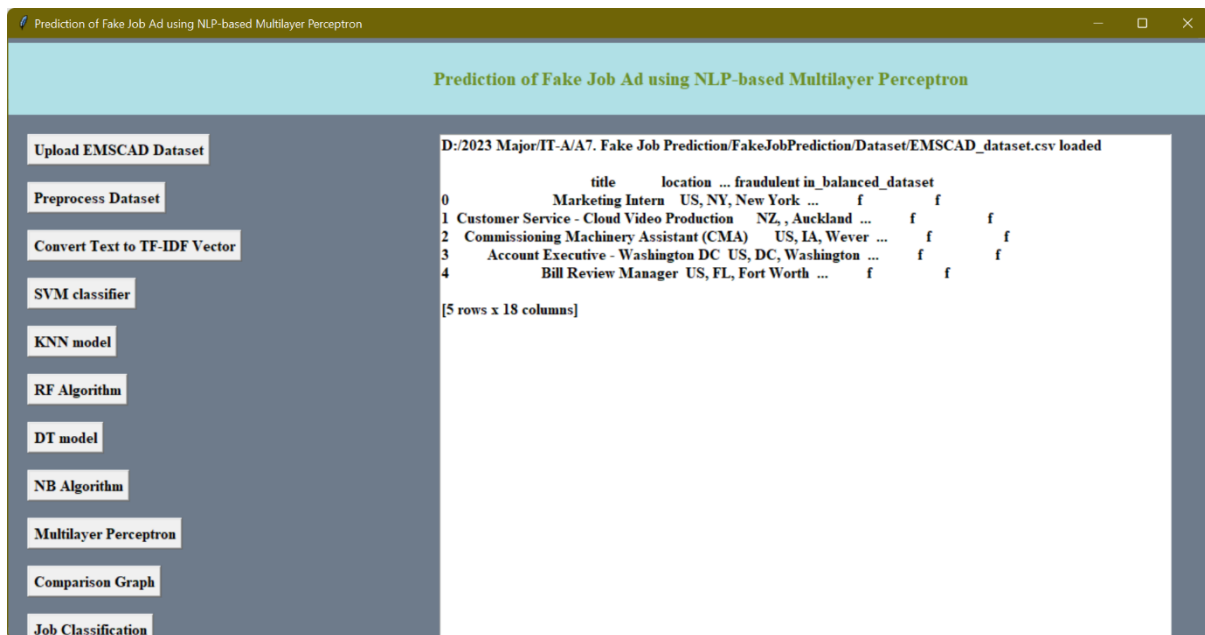 Prediction of Fake Job Ad using NLP-based Multilayer Perceptron
Prediction of Fake Job Ad using NLP-based Multilayer Perceptron
Upload EMSCAD Dataset
Preprocess Dataset
Convert Text to TF-IDF Vector
SVM classifier
KNN model
RF Algorithm
DT model
NB Algorithm
Multilayer Perceptron
Comparison Graph
Job Classification
D:/2023 Major/IT-A/A7. Fake Job Prediction/FakeJobPrediction/Dataset/EMSCAD_dataset.csv loaded
title location ... fraudulent in_balanced_dataset
0 Marketing Intern US, NY, New York ... f f
1 Customer Service - Cloud Video Production NZ, , Auckland ... f f
2 Commissioning Machinery Assistant (CMA) US, IA, Wever ... f f
3 Account Executive - Washington DC US, DC, Washington ... f f
4 Bill Review Manager US, FL, Fort Worth ... f f
[5 rows x 18 columns]